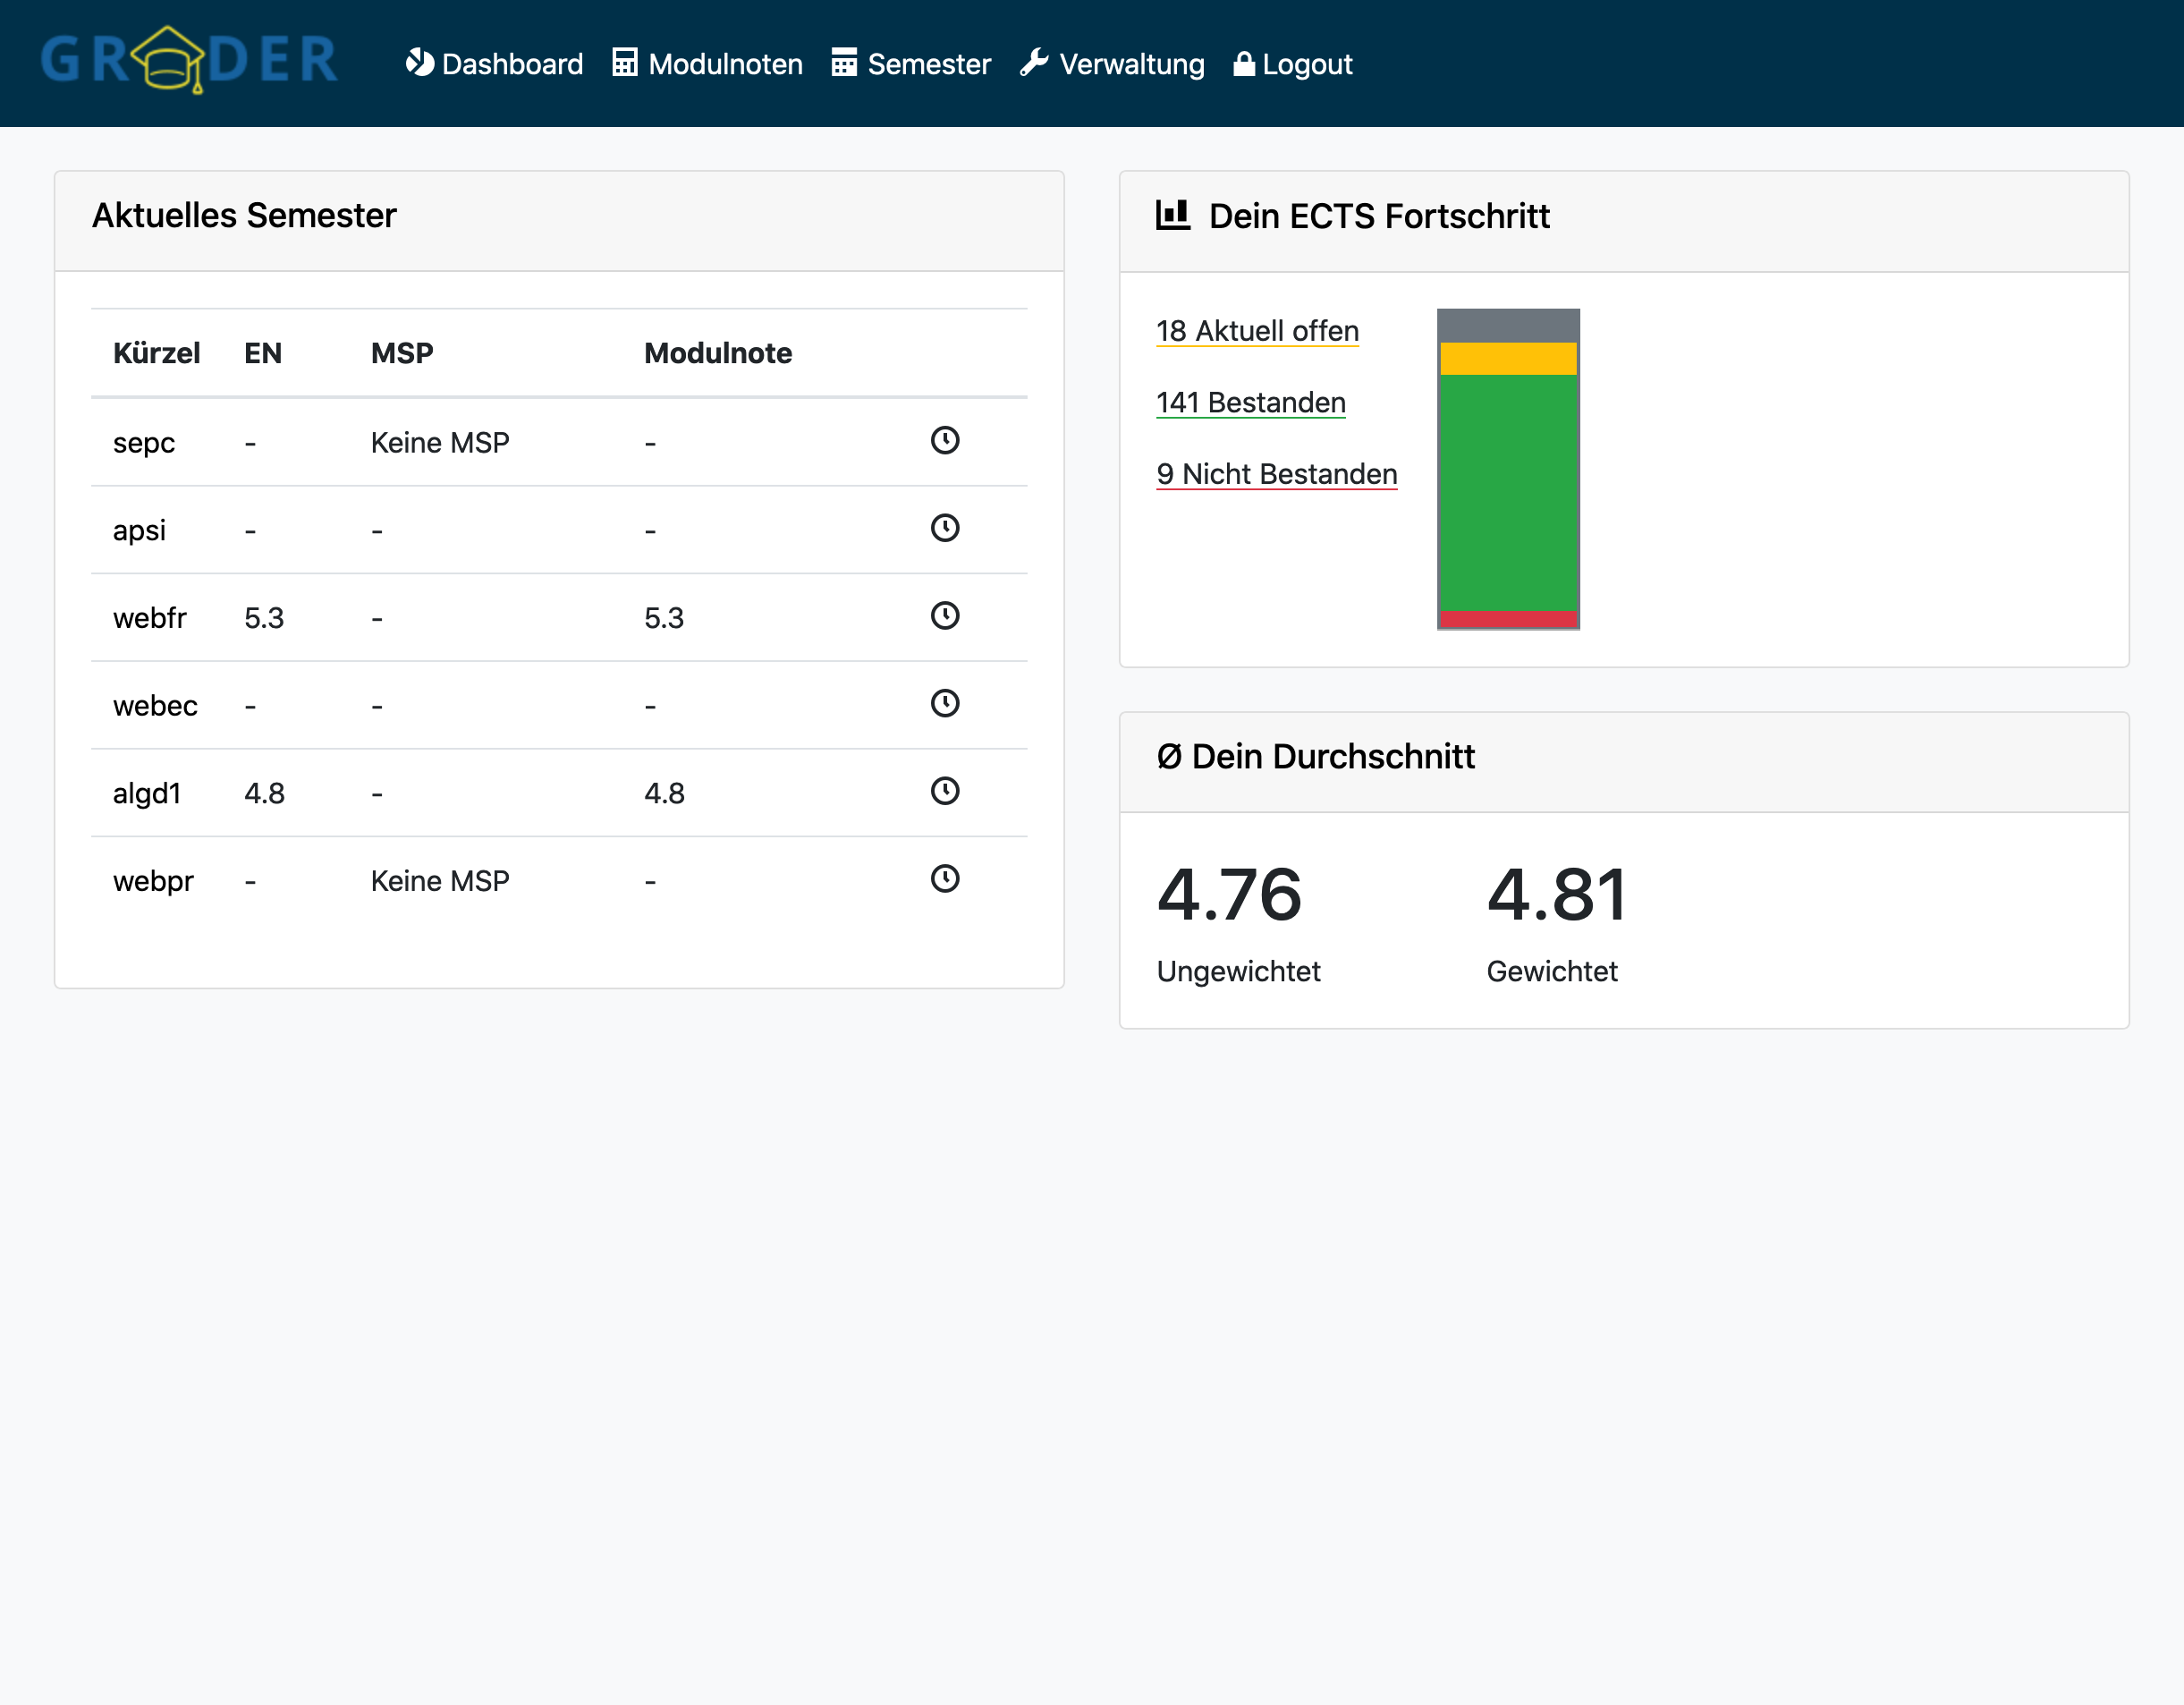 GRADER
Dashboard Modulnoten Semester Verwaltung Logout
Aktuelles Semester
Kürzel EN MSP Modulnote
sepc - Keine MSP -
apsi - - -
webfr 5.3 - 5.3
webec - - -
algd1 4.8 - 4.8
webpr - Keine MSP -
Dein ECTS Fortschritt
18 Aktuell offen
141 Bestanden
9 Nicht Bestanden
Ø Dein Durchschnitt
4.76 4.81
Ungewichtet Gewichtet